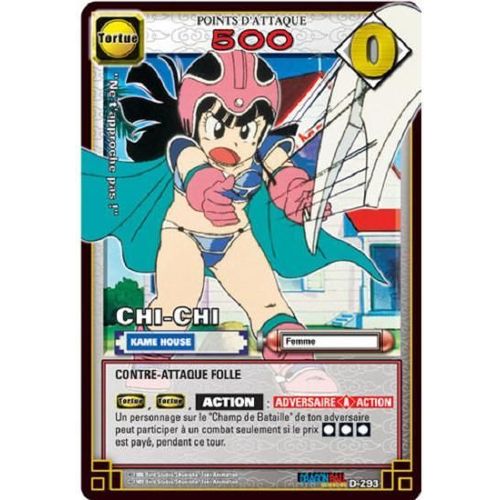 Tortue
POINTS D'ATTAQUE
500
0
"Ne t'approche pas !"
CHI-CHI
KAME HOUSE
Femme
CONTRE-ATTAQUE FOLLE
Tortue , Tortue , ACTION : ADVERSAIRE A ACTION
Un personnage sur le "Champ de Bataille" de ton adversaire
peut participer à un combat seulement si le prix
est payé, pendant ce tour.
DRAGON BALL
D-293